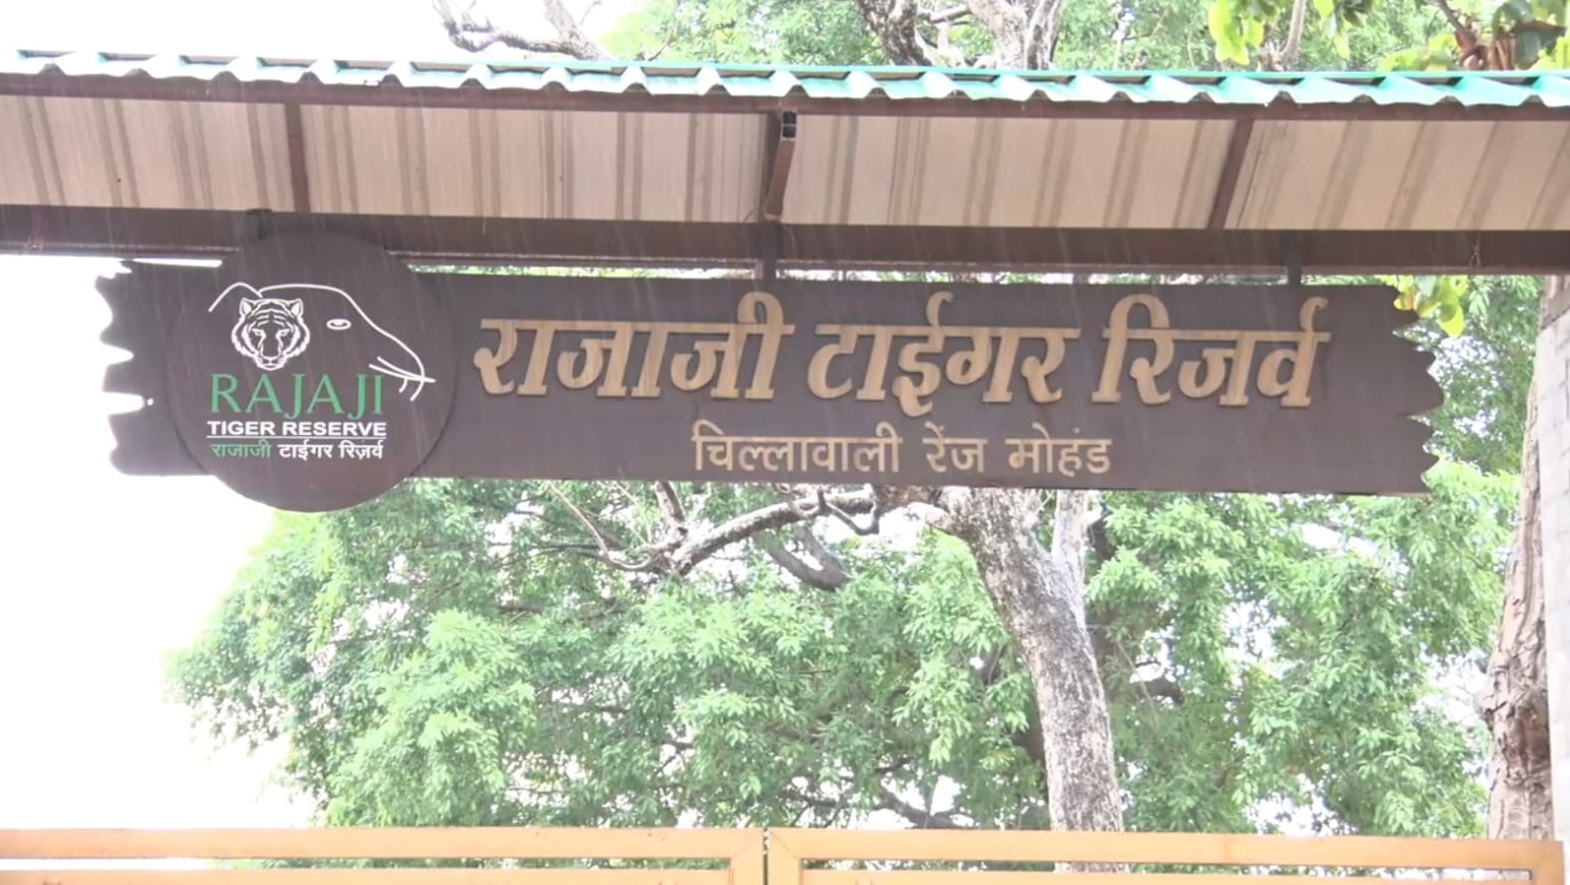 RAJAJI
TIGER RESERVE
राजाजी टाईगर रिज़र्व
राजाजी टाईगर रिजर्व
चिल्लावाली रेंज मोहंड